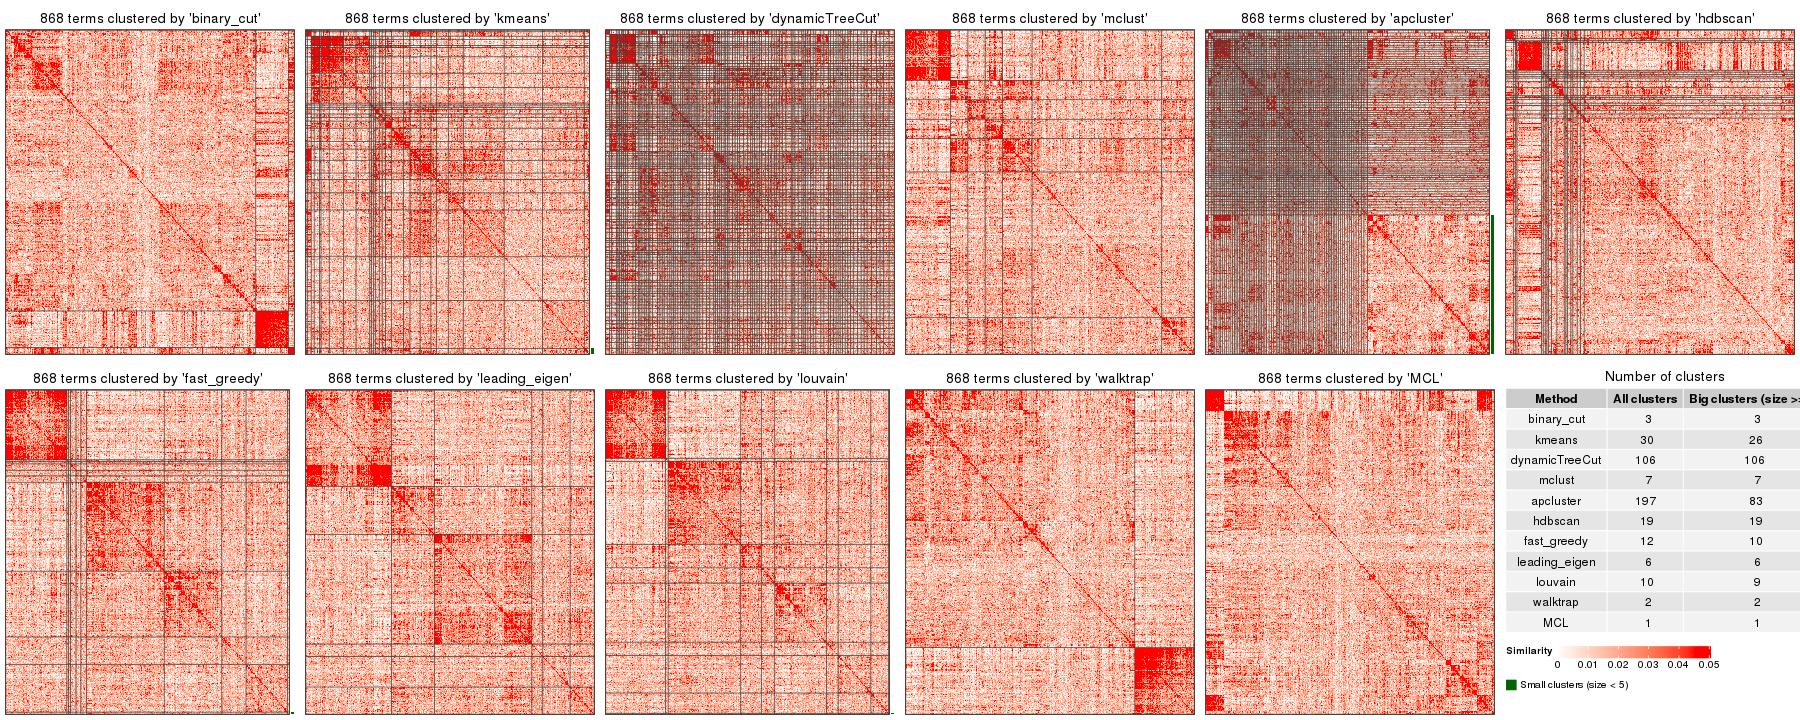 868 terms clustered by 'binary_cut'
868 terms clustered by 'kmeans'
868 terms clustered by 'dynamicTreeCut'
868 terms clustered by 'mclust'
868 terms clustered by 'apcluster'
868 terms clustered by 'hdbscan'
868 terms clustered by 'fast_greedy'
868 terms clustered by 'leading_eigen'
868 terms clustered by 'louvain'
868 terms clustered by 'walktrap'
868 terms clustered by 'MCL'
Number of clusters
Method All clusters Big clusters (size >=
binary_cut 3 3
kmeans 30 26
dynamicTreeCut 106 106
mclust 7 7
apcluster 197 83
hdbscan 19 19
fast_greedy 12 10
leading_eigen 6 6
louvain 10 9
walktrap 2 2
MCL 1 1
Similarity
0 0.01 0.02 0.03 0.04 0.05
Small clusters (size < 5)